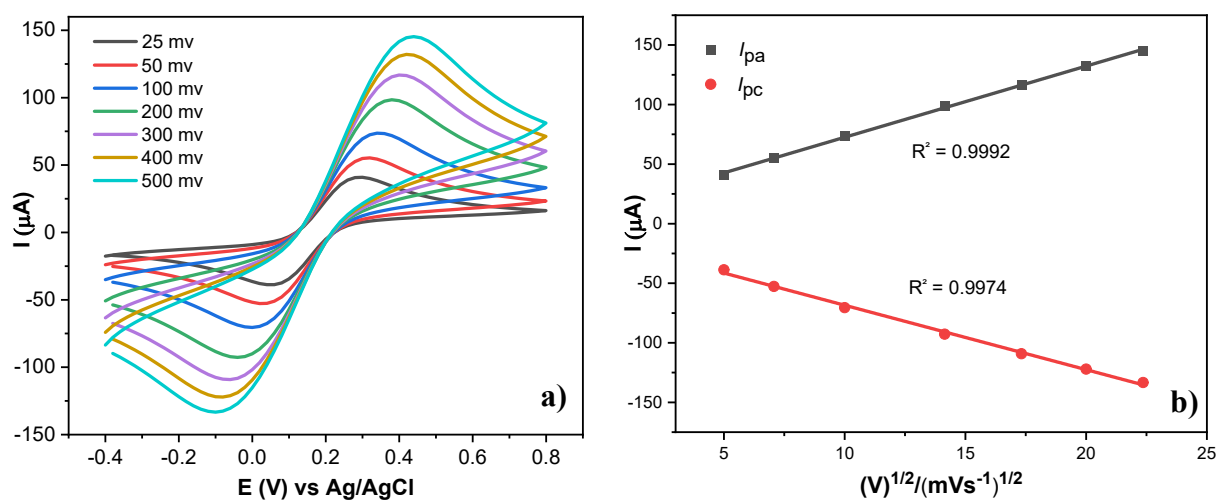 150
100
50
0
-50
-100
-150
I (μA)
25 mv
50 mv
100 mv
200 mv
300 mv
400 mv
500 mv
a)
-0.4 -0.2 0.0 0.2 0.4 0.6 0.8
E (V) vs Ag/AgCl
150
100
50
0
-50
-100
-150
I (μA)
Ipa
Ipc
R² = 0.9992
R² = 0.9974
b)
5 10 15 20 25
(V)^1/2/(mVs^-1)^1/2